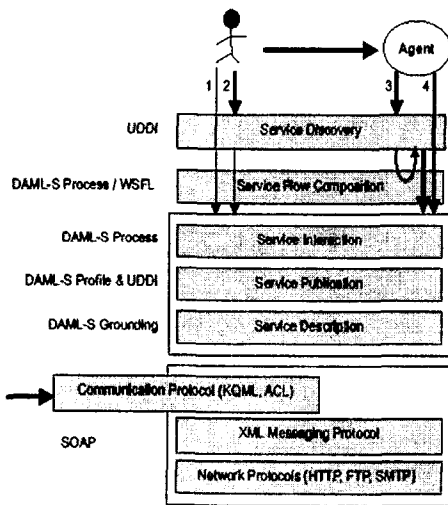 Agent
1 2 3 4
UDDI Service Discovery
DAML-S Process / WSFL Service Flow Composition
DAML-S Process Service Interaction
DAML-S Profile & UDDI Service Publication
DAML-S Grounding Service Description
Communication Protocol (KQML, ACL)
SOAP XML Messaging Protocol
Network Protocols (HTTP, FTP, SMTP)